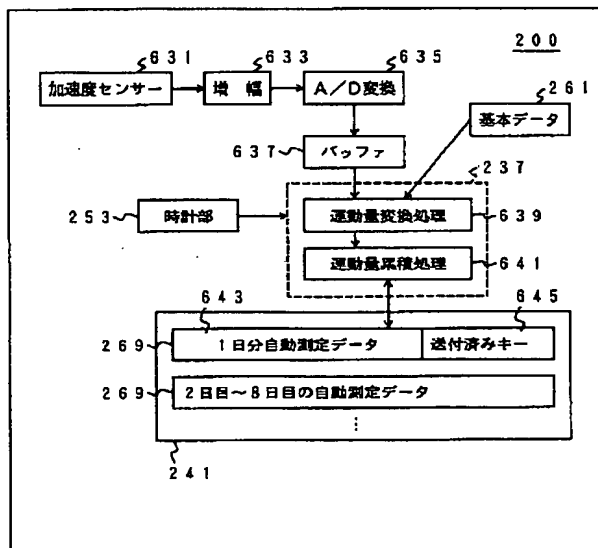 200
631
633
635
加速度センサー
増 幅
A/D変換
261
基本データ
637
バッファ
237
253
時計部
運動量変換処理
639
運動量累積処理
641
643
645
269
1日分自動測定データ
送付済みキー
269
2日目~8日目の自動測定データ
⋮
241